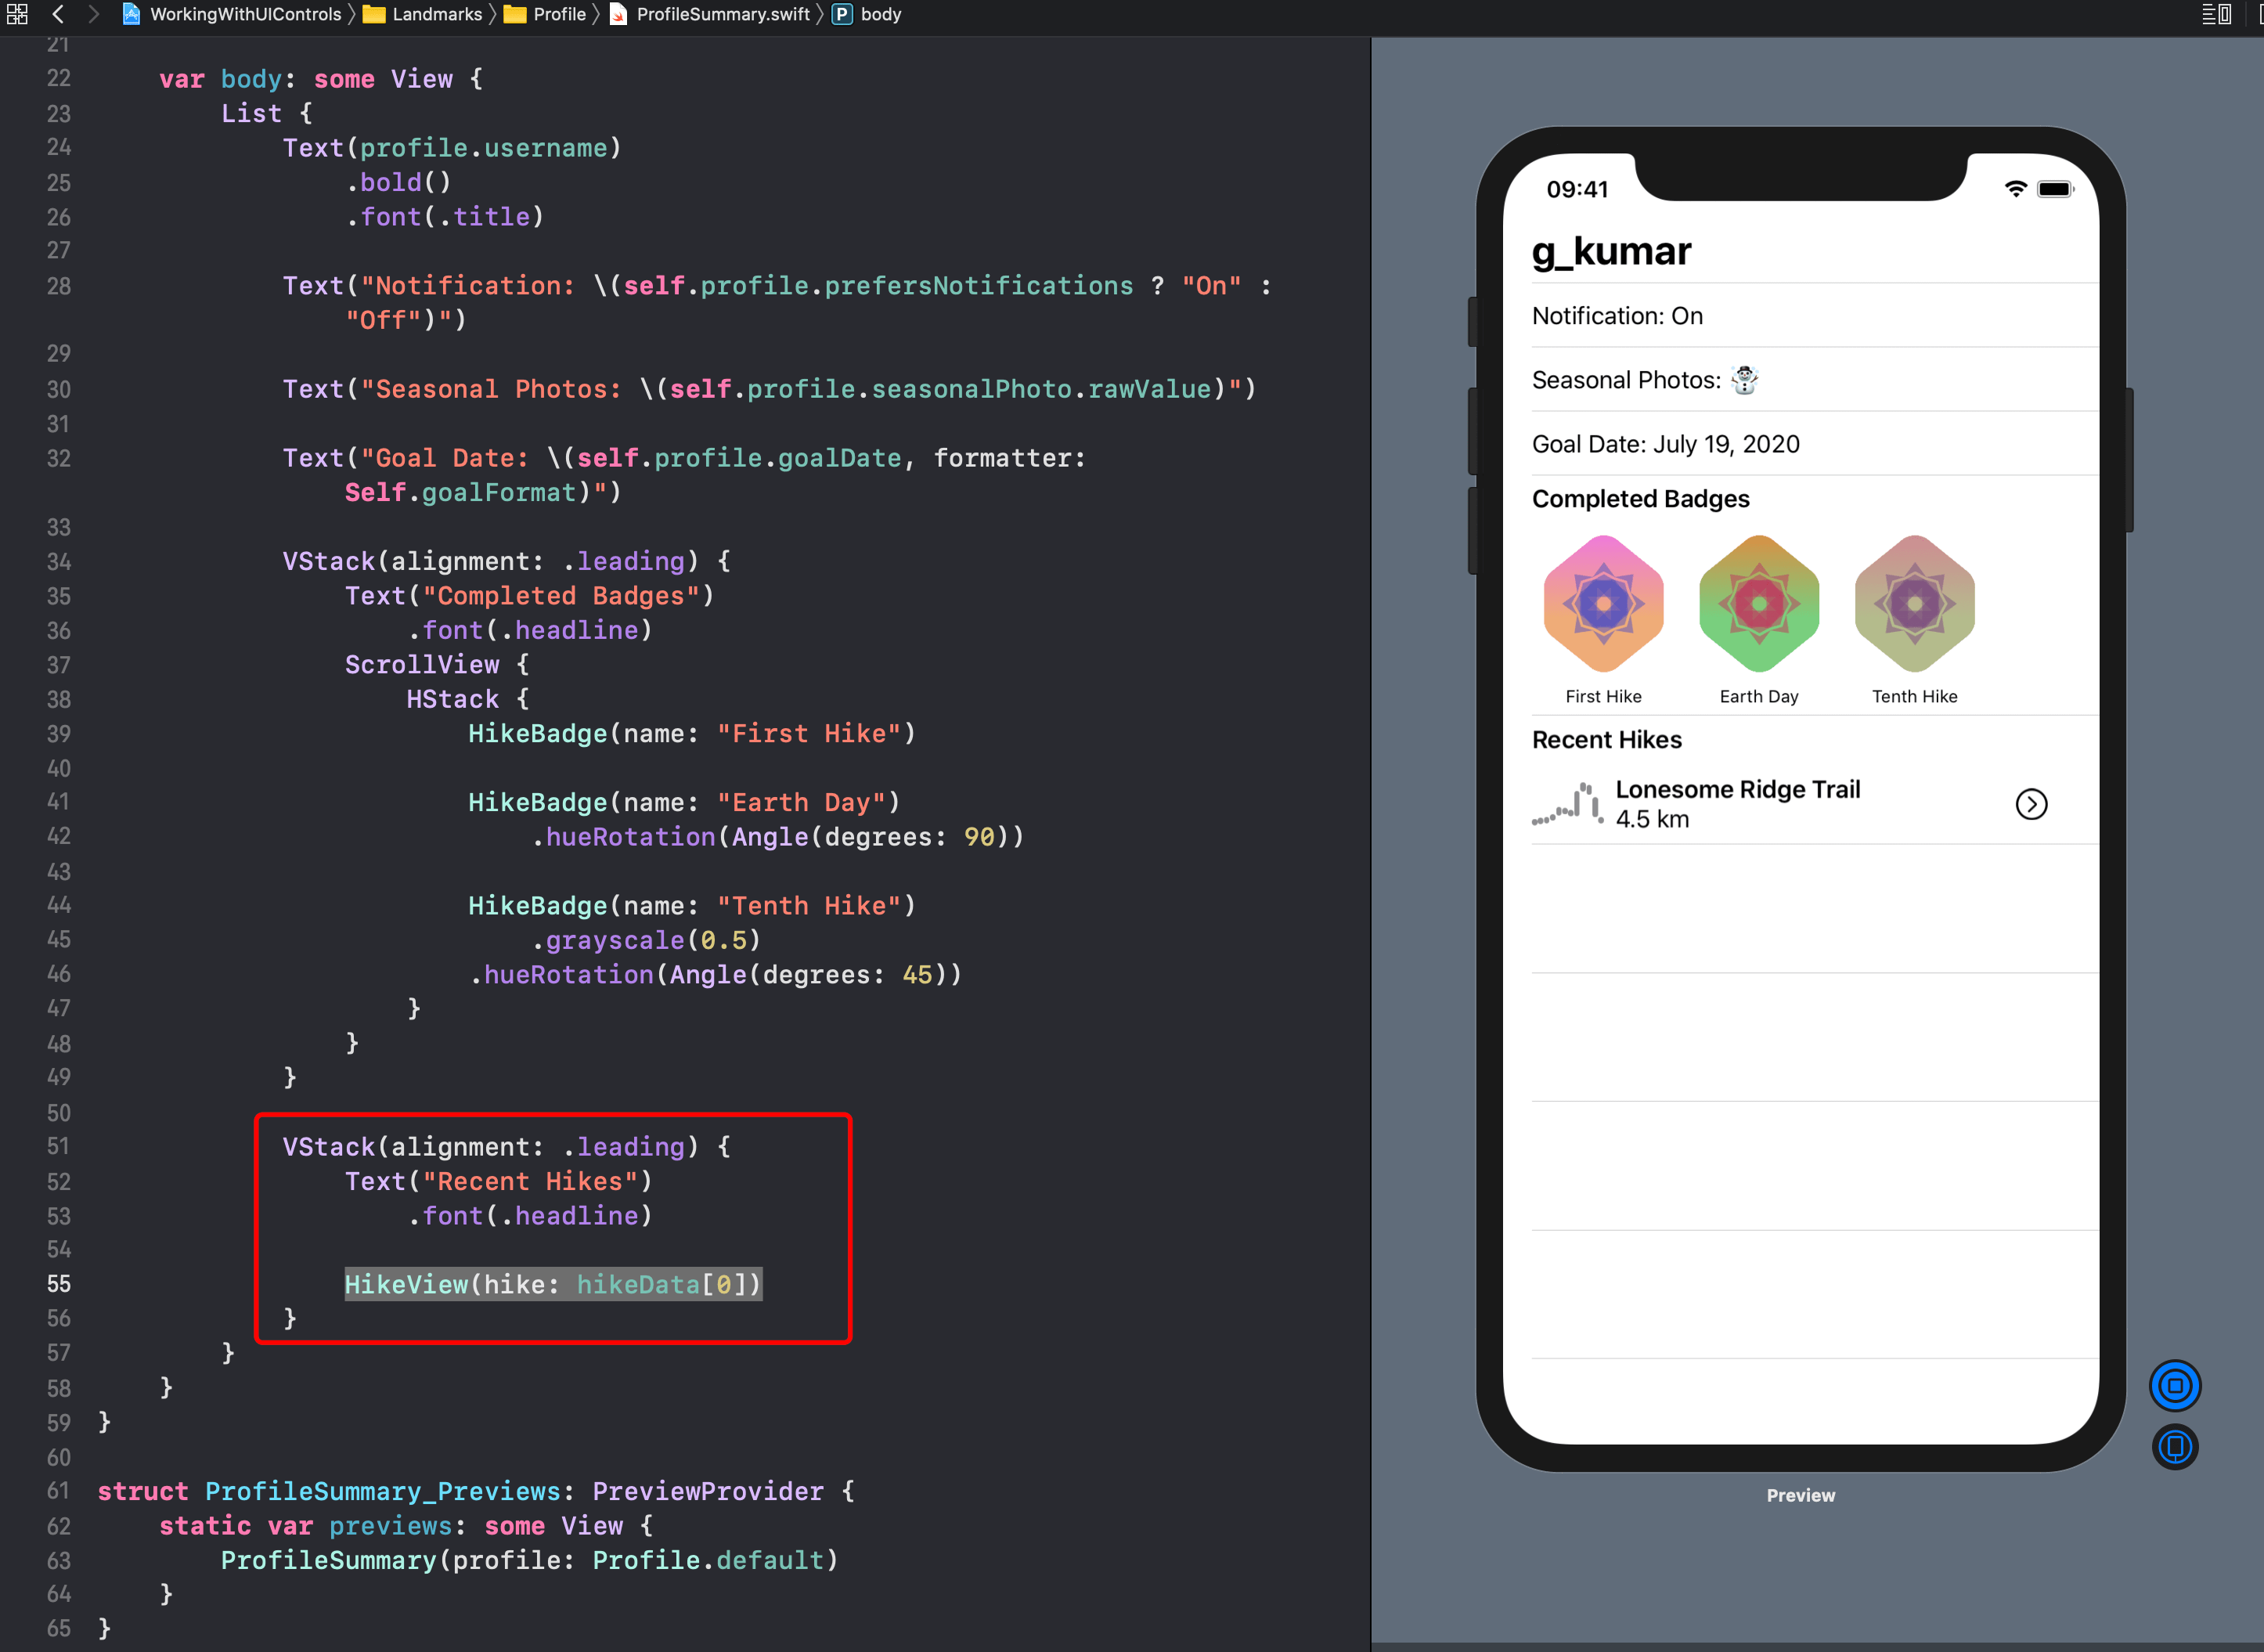 WorkingWithUIControls 〉 Landmarks 〉 Profile 〉 ProfileSummary.swift 〉 P body
21
22 var body: some View {
23 List {
24 Text(profile.username)
25 .bold()
26 .font(.title)
27
28 Text("Notification: \(self.profile.prefersNotifications ? "On" :
"Off")")
29
30 Text("Seasonal Photos: \(self.profile.seasonalPhoto.rawValue)")
31
32 Text("Goal Date: \(self.profile.goalDate, formatter:
Self.goalFormat)")
33
34 VStack(alignment: .leading) {
35 Text("Completed Badges")
36 .font(.headline)
37 ScrollView {
38 HStack {
39 HikeBadge(name: "First Hike")
40
41 HikeBadge(name: "Earth Day")
42 .hueRotation(Angle(degrees: 90))
43
44 HikeBadge(name: "Tenth Hike")
45 .grayscale(0.5)
46 .hueRotation(Angle(degrees: 45))
47 }
48 }
49 }
50
51 VStack(alignment: .leading) {
52 Text("Recent Hikes")
53 .font(.headline)
54
55 HikeView(hike: hikeData[0])
56 }
57 }
58 }
59 }
60
61 struct ProfileSummary_Previews: PreviewProvider {
62 static var previews: some View {
63 ProfileSummary(profile: Profile.default)
64 }
65 }
09:41
g_kumar
Notification: On
Seasonal Photos: ☃️
Goal Date: July 19, 2020
Completed Badges
First Hike Earth Day Tenth Hike
Recent Hikes
Lonesome Ridge Trail
4.5 km
Preview